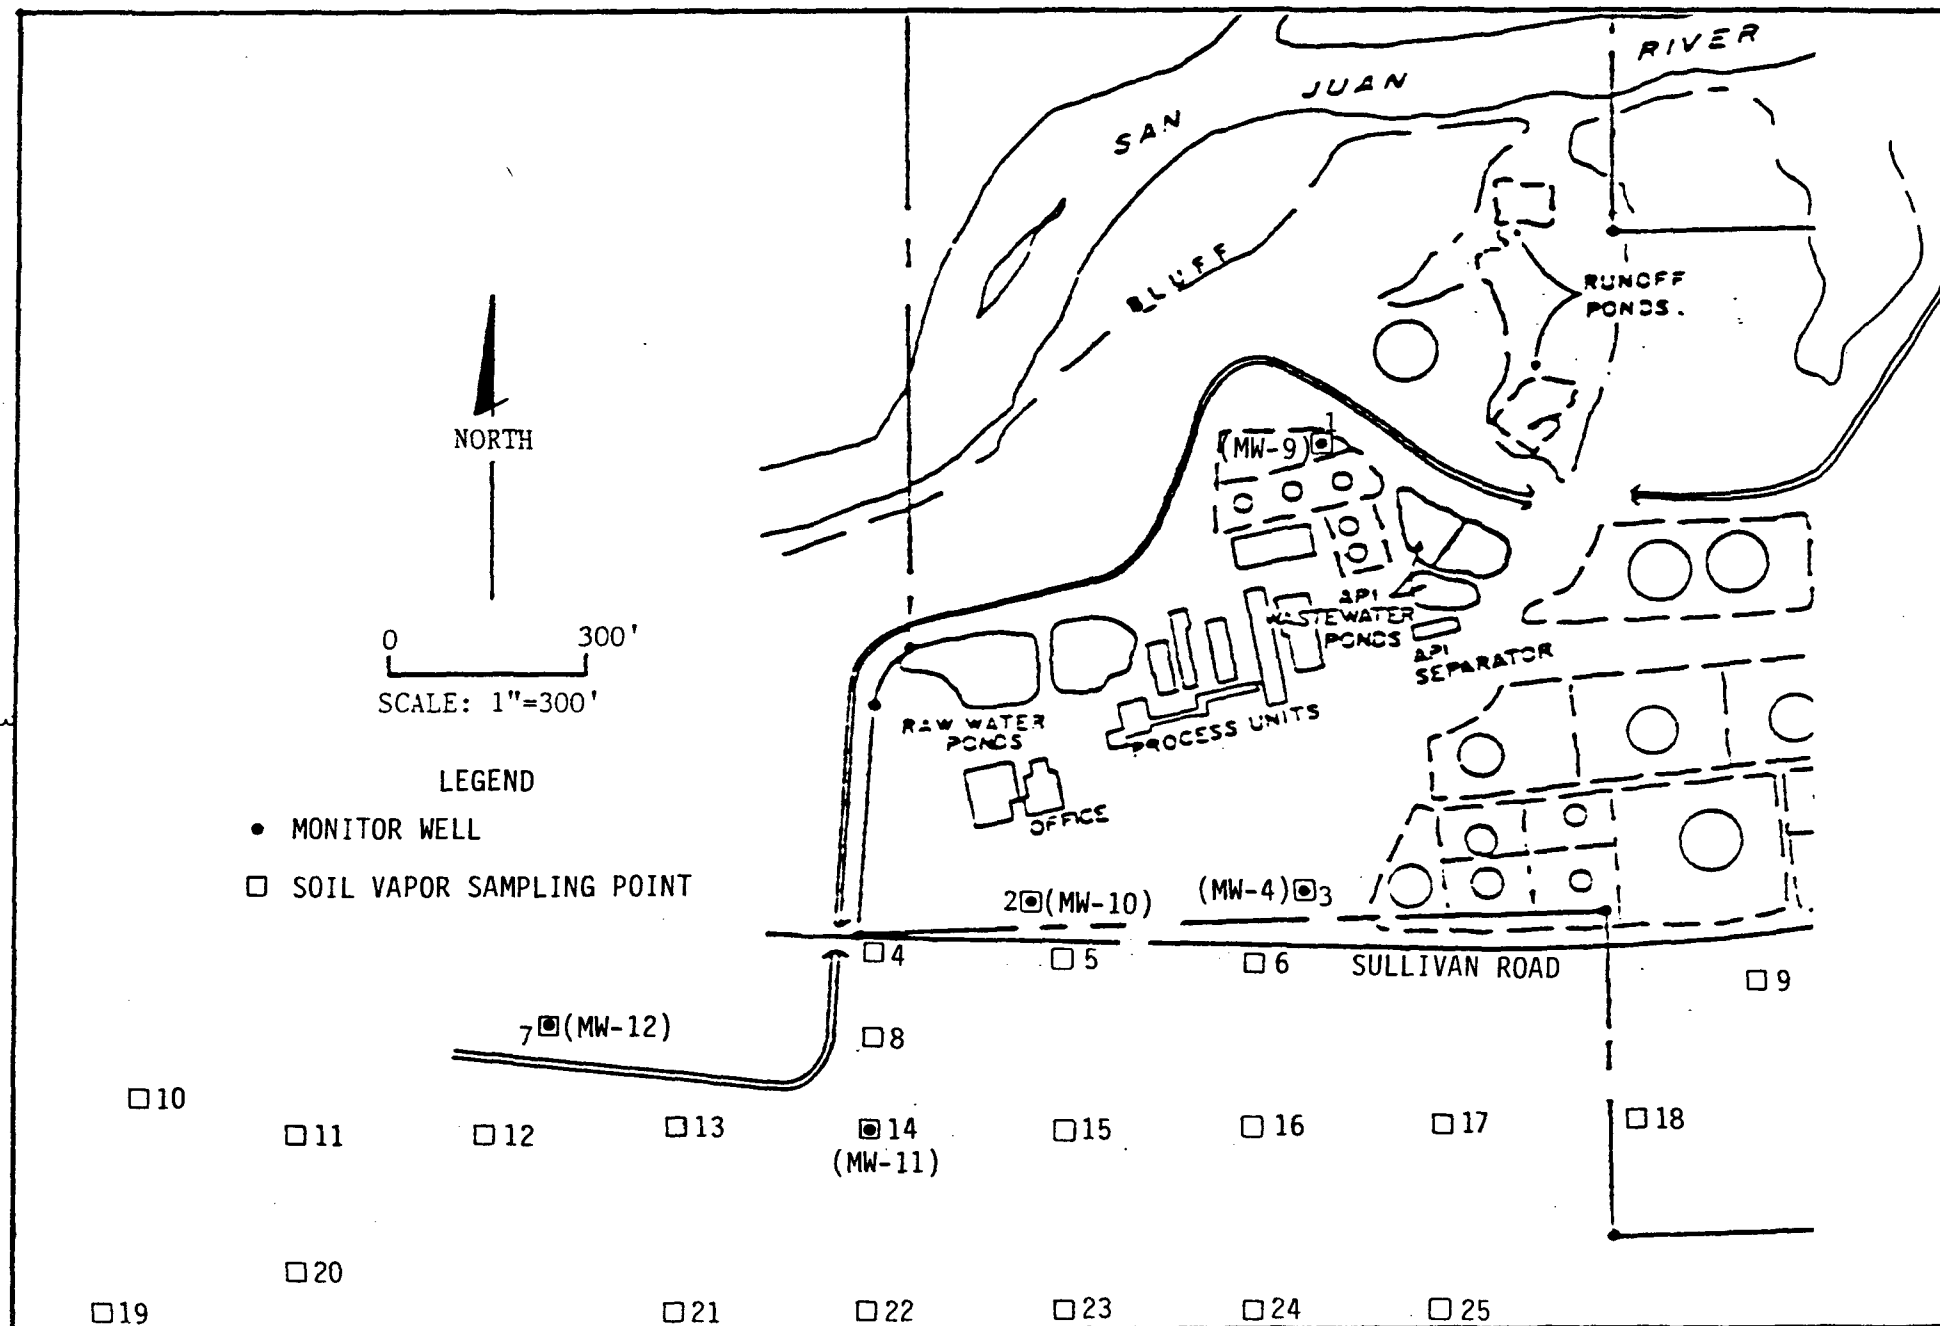 RIVER
JUAN
SAN
BLUFF
RUNOFF
PONDS.
NORTH
1
(MW-9)
0 300'
SCALE: 1"=300'
API
WASTEWATER
PONDS
API
SEPARATOR
RAW WATER
PONDS
PROCESS UNITS
OFFICE
LEGEND
MONITOR WELL
SOIL VAPOR SAMPLING POINT
2 (MW-10)
(MW-4) 3
4
5
6
SULLIVAN ROAD
9
7 (MW-12)
8
10
11
12
13
14
(MW-11)
15
16
17
18
20
19
21
22
23
24
25